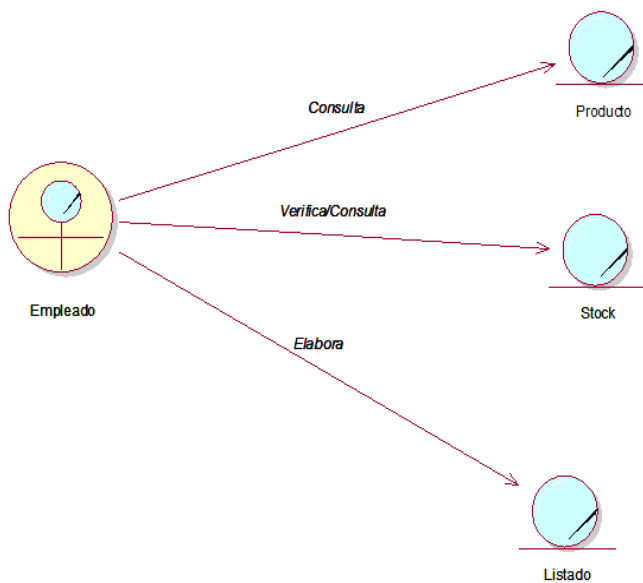 Consulta
Producto
Verifica/Consulta
Empleado
Stock
Elabora
Listado